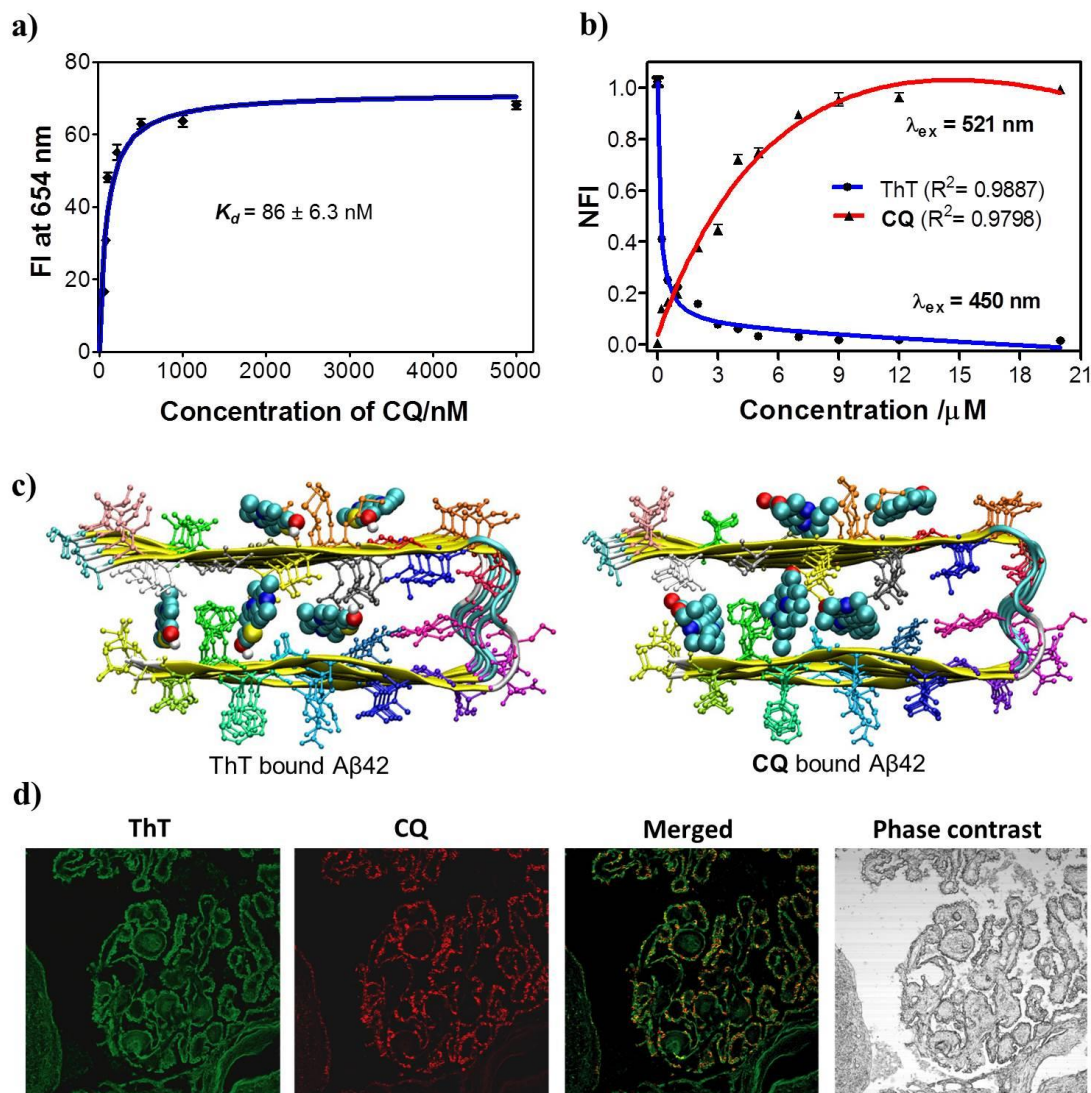 a)
80
60
40
20
0
FI at 654 nm
K_d = 86 ± 6.3 nM
0 1000 2000 3000 4000 5000
Concentration of CQ/nM
b)
1.0
0.8
0.6
0.4
0.2
0.0
NFI
λex = 521 nm
ThT (R²= 0.9887)
CQ (R²= 0.9798)
λex = 450 nm
0 3 6 9 12 15 18 21
Concentration /μM
c)
ThT bound Aβ42
CQ bound Aβ42
d)
ThT
CQ
Merged
Phase contrast